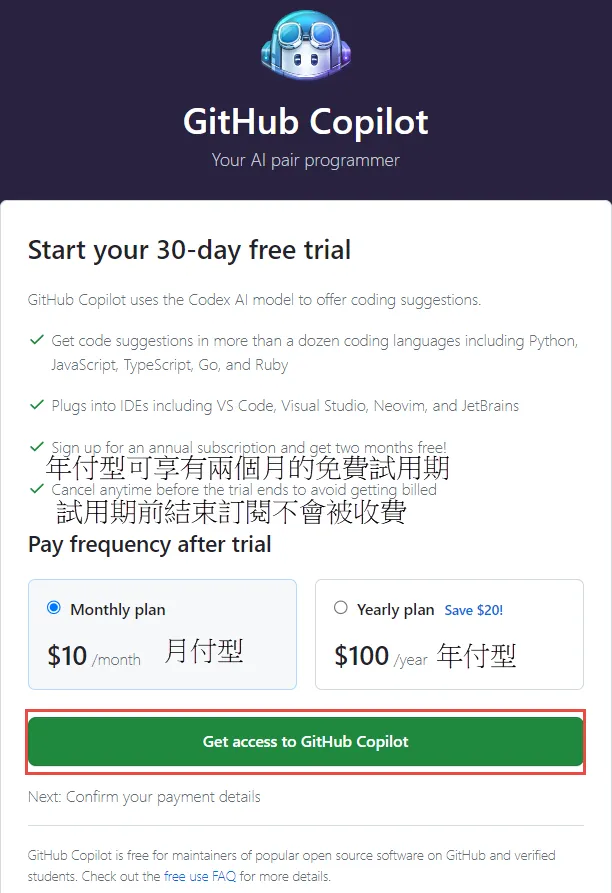 GitHub Copilot
Your AI pair programmer
Start your 30-day free trial
GitHub Copilot uses the Codex AI model to offer coding suggestions.
Get code suggestions in more than a dozen coding languages including Python,
JavaScript, TypeScript, Go, and Ruby
Plugs into IDEs including VS Code, Visual Studio, Neovim, and JetBrains
Sign up for an annual subscription and get two months free!
年付型可享有兩個月的免費試用期
Cancel anytime before the trial ends to avoid getting billed
試用期前結束訂閱不會被收費
Pay frequency after trial
Monthly plan
$10 /month 月付型
Yearly plan Save $20!
$100 /year 年付型
Get access to GitHub Copilot
Next: Confirm your payment details
GitHub Copilot is free for maintainers of popular open source software on GitHub and verified
students. Check out the free use FAQ for more details.